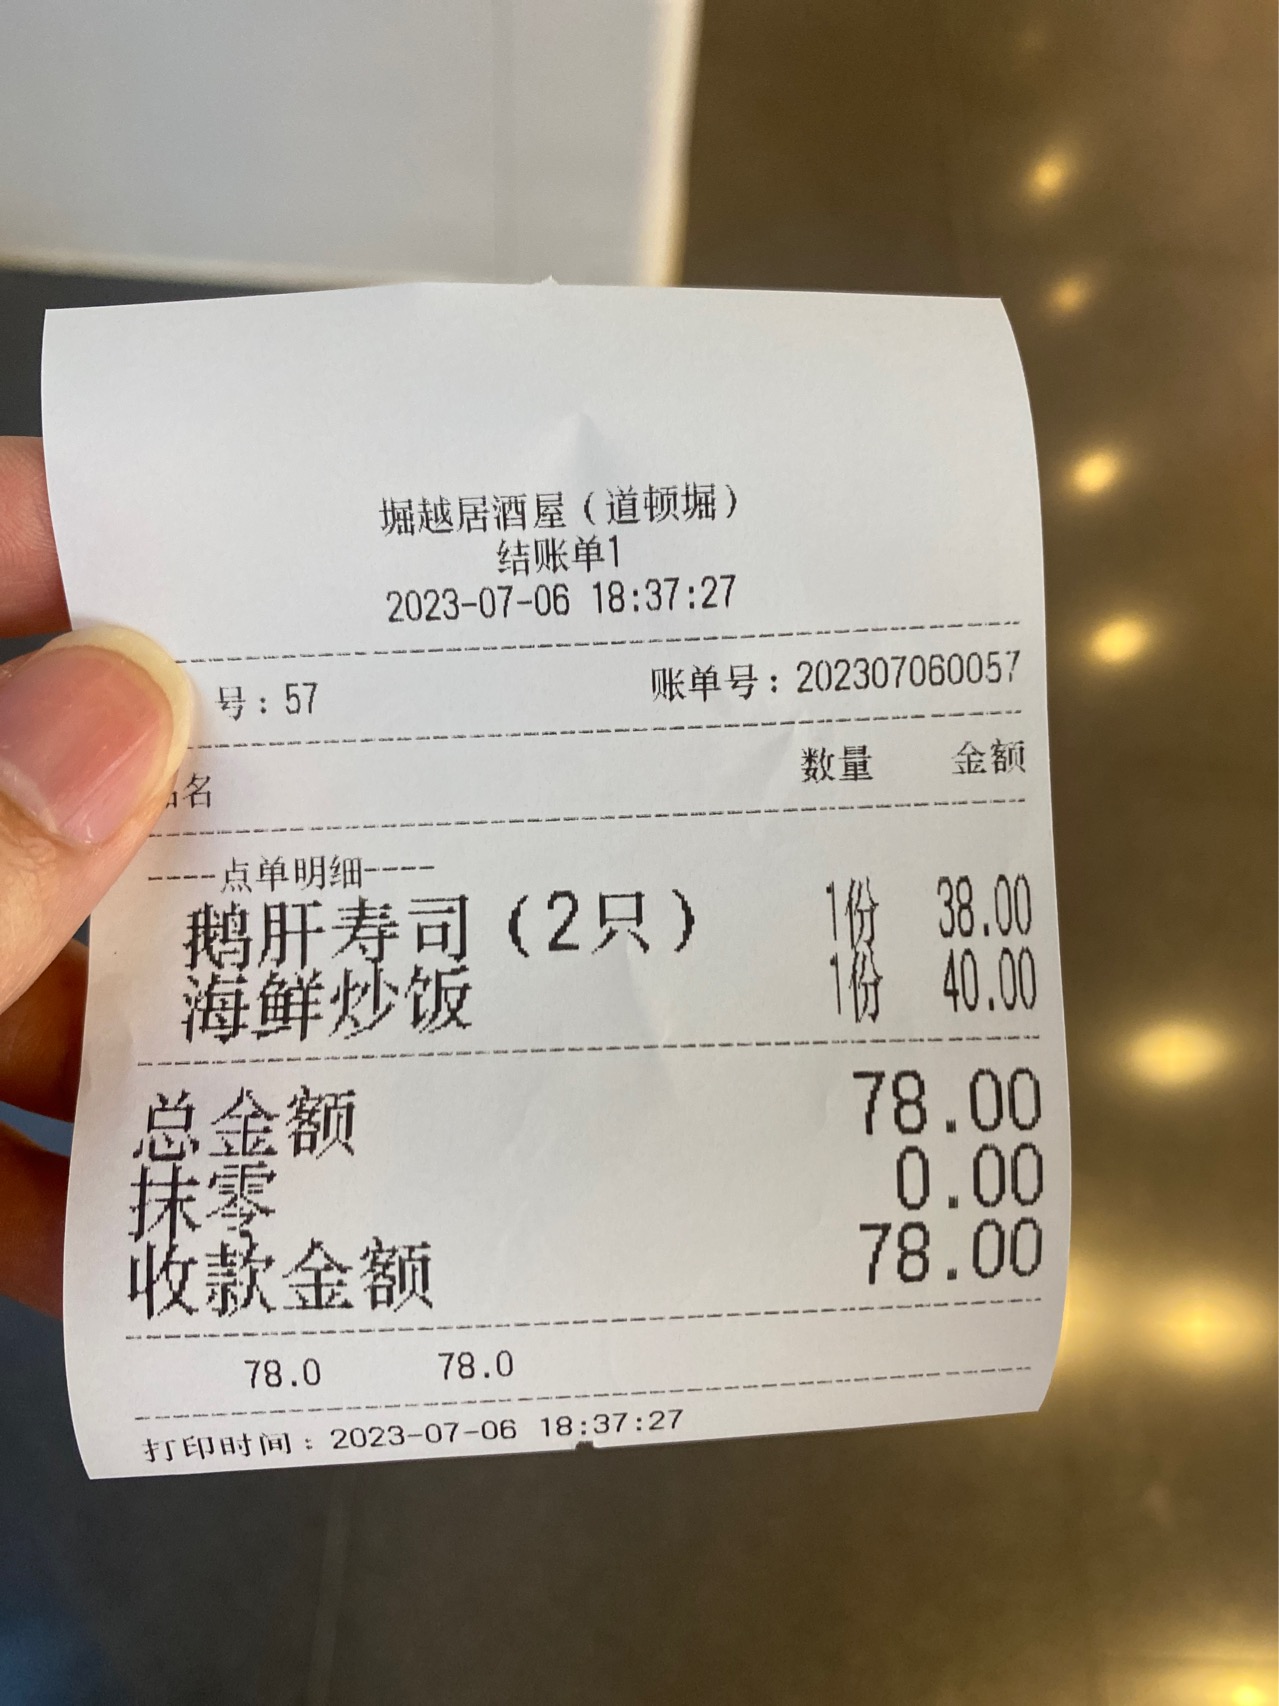 堀越居酒屋（道顿堀）
结账单1
2023-07-06 18:37:27
号：57 账单号：202307060057
名 数量 金额
----点单明细----
鹅肝寿司（2只） 1份 38.00
海鲜炒饭 1份 40.00
总金额 78.00
抹零 0.00
收款金额 78.00
78.0 78.0
打印时间：2023-07-06 18:37:27